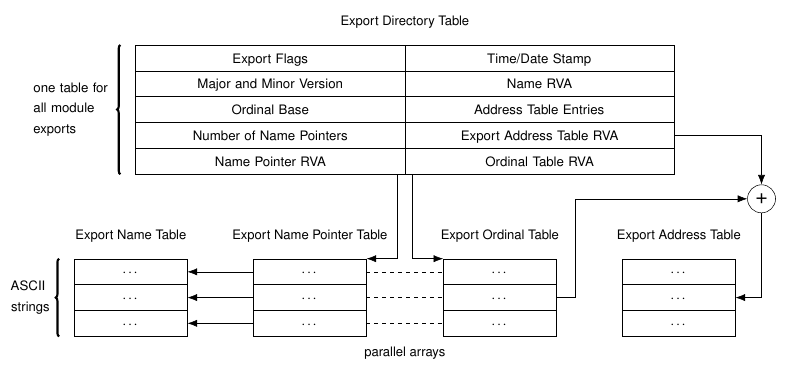 Export Directory Table
one table for
all module
exports
Export Flags
Time/Date Stamp
Major and Minor Version
Name RVA
Ordinal Base
Address Table Entries
Number of Name Pointers
Export Address Table RVA
Name Pointer RVA
Ordinal Table RVA
+
Export Name Table
Export Name Pointer Table
Export Ordinal Table
Export Address Table
ASCII
strings
... ... ... ...
... ... ... ...
... ... ... ...
parallel arrays